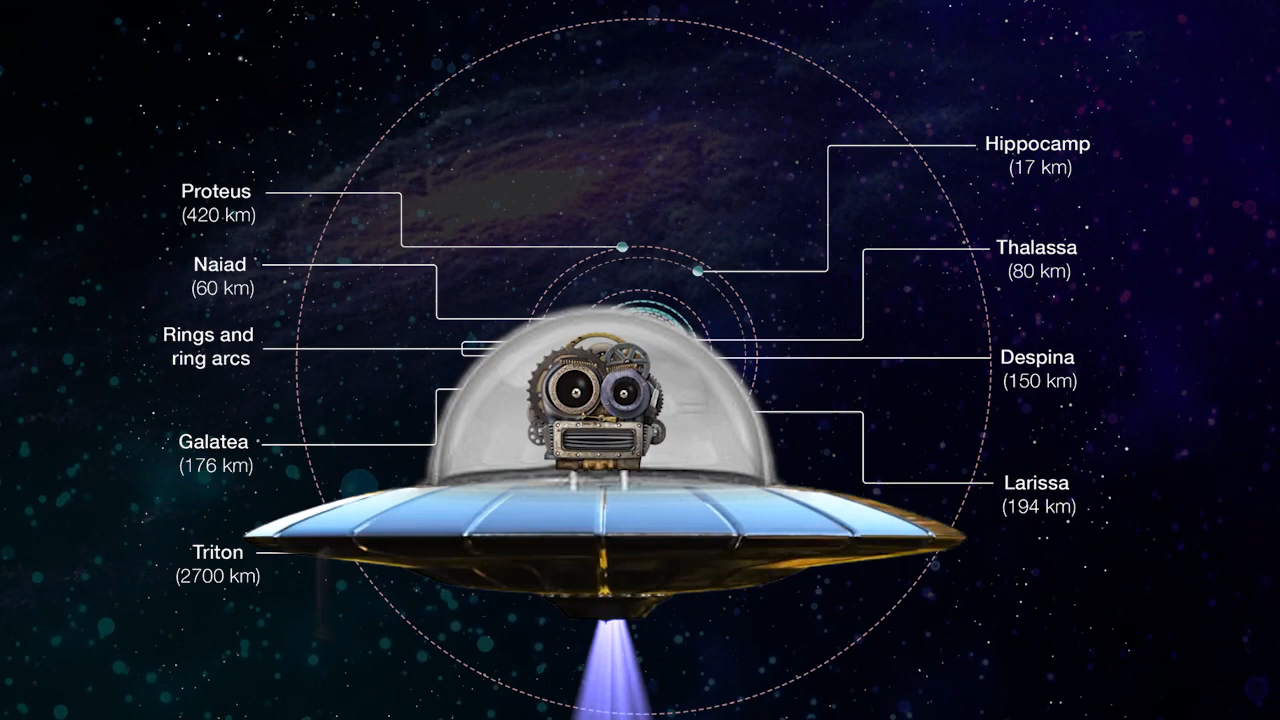 Proteus
(420 km)
Naiad
(60 km)
Rings and
ring arcs
Galatea
(176 km)
Triton
(2700 km)
Hippocamp
(17 km)
Thalassa
(80 km)
Despina
(150 km)
Larissa
(194 km)